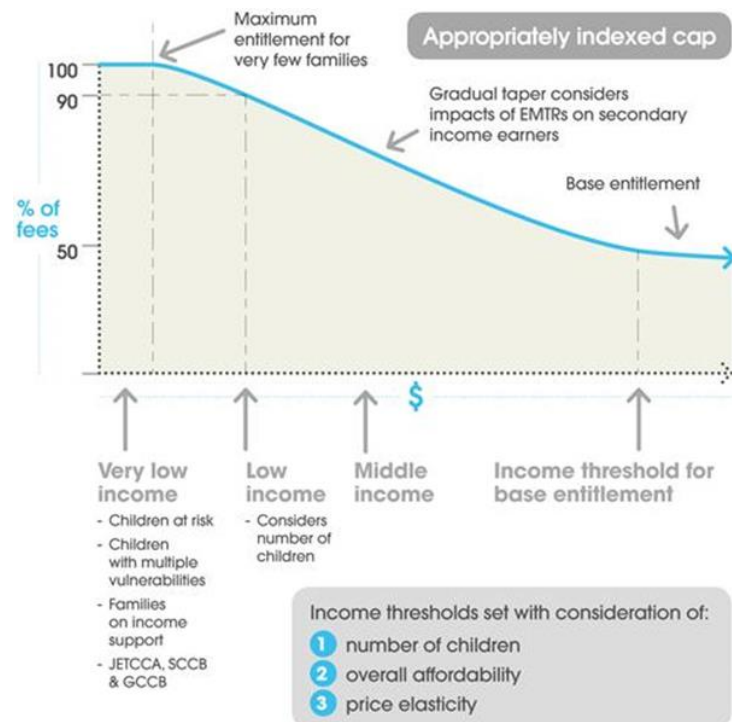 Maximum
entitlement for
very few families
Appropriately indexed cap
100
90
Gradual taper considers
impacts of EMTRs on secondary
income earners
Base entitlement
% of
fees
50
$
Very low
income
- Children at risk
- Children
with multiple
vulnerabilities
- Families
on income
support
- JETCCA, SCCB
& GCCB
Low
income
- Considers
number of
children
Middle
income
Income threshold for
base entitlement
Income thresholds set with consideration of:
1 number of children
2 overall affordability
3 price elasticity